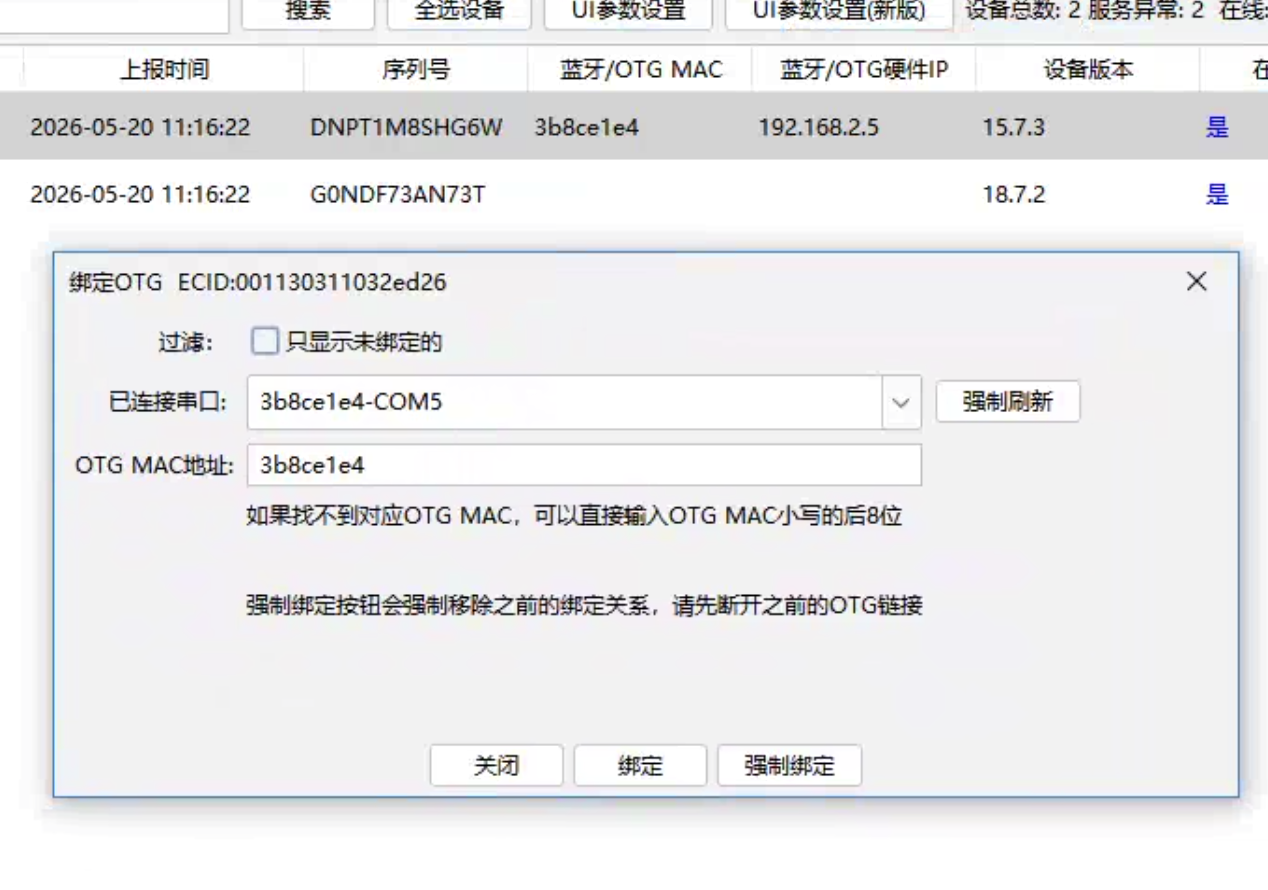 搜索 全选设备 UI参数设置 UI参数设置(新版) 设备总数: 2 服务异常: 2 在线:
上报时间 序列号 蓝牙/OTG MAC 蓝牙/OTG硬件IP 设备版本 在
2026-05-20 11:16:22 DNPT1M8SHG6W 3b8ce1e4 192.168.2.5 15.7.3 是
2026-05-20 11:16:22 G0NDF73AN73T 18.7.2 是
绑定OTG ECID:001130311032ed26
过滤: 只显示未绑定的
已连接串口: 3b8ce1e4-COM5 强制刷新
OTG MAC地址: 3b8ce1e4
如果找不到对应OTG MAC，可以直接输入OTG MAC小写的后8位
强制绑定按钮会强制移除之前的绑定关系，请先断开之前的OTG链接
关闭 绑定 强制绑定